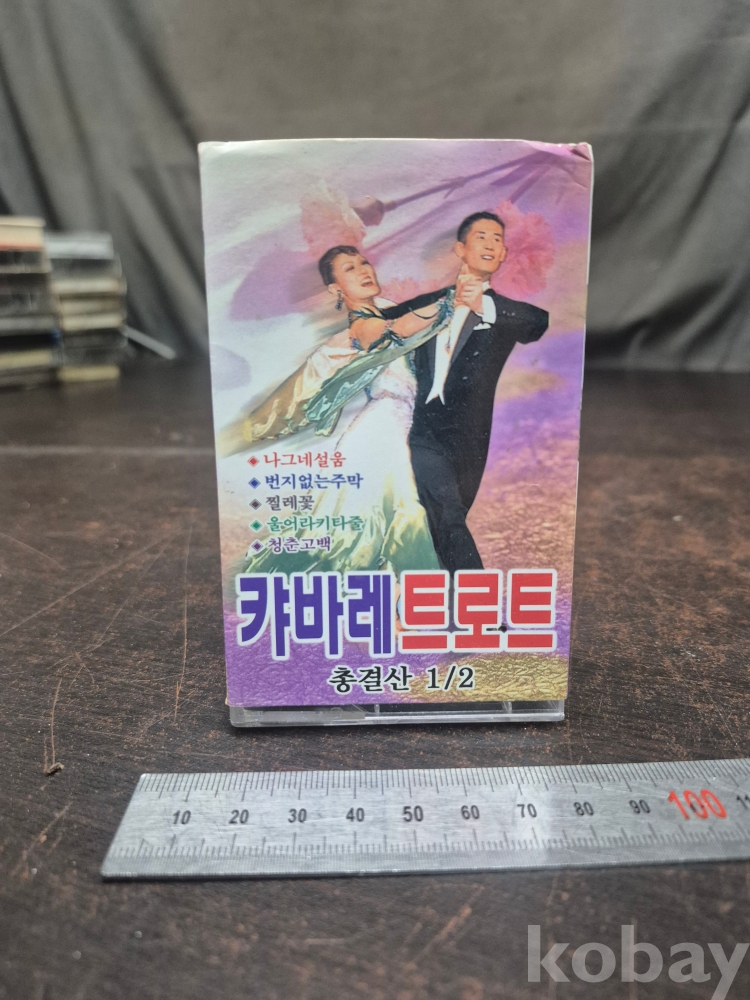 ◈ 나그네설움
◈ 번지없는주막
◈ 찔레꽃
◈ 울어라키타줄
◈ 청춘고백
캬바레트로트
총결산 1/2
10 20 30 40 50 60 70 80 90 100
kobay